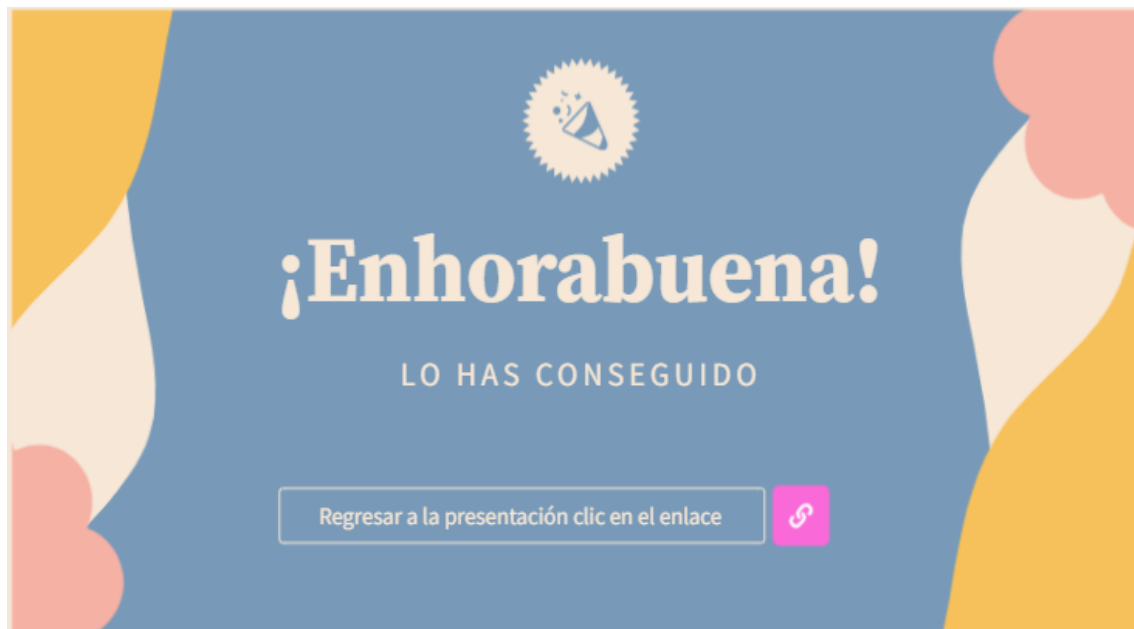 ¡Enhorabuena!
LO HAS CONSEGUIDO
Regresar a la presentación clic en el enlace